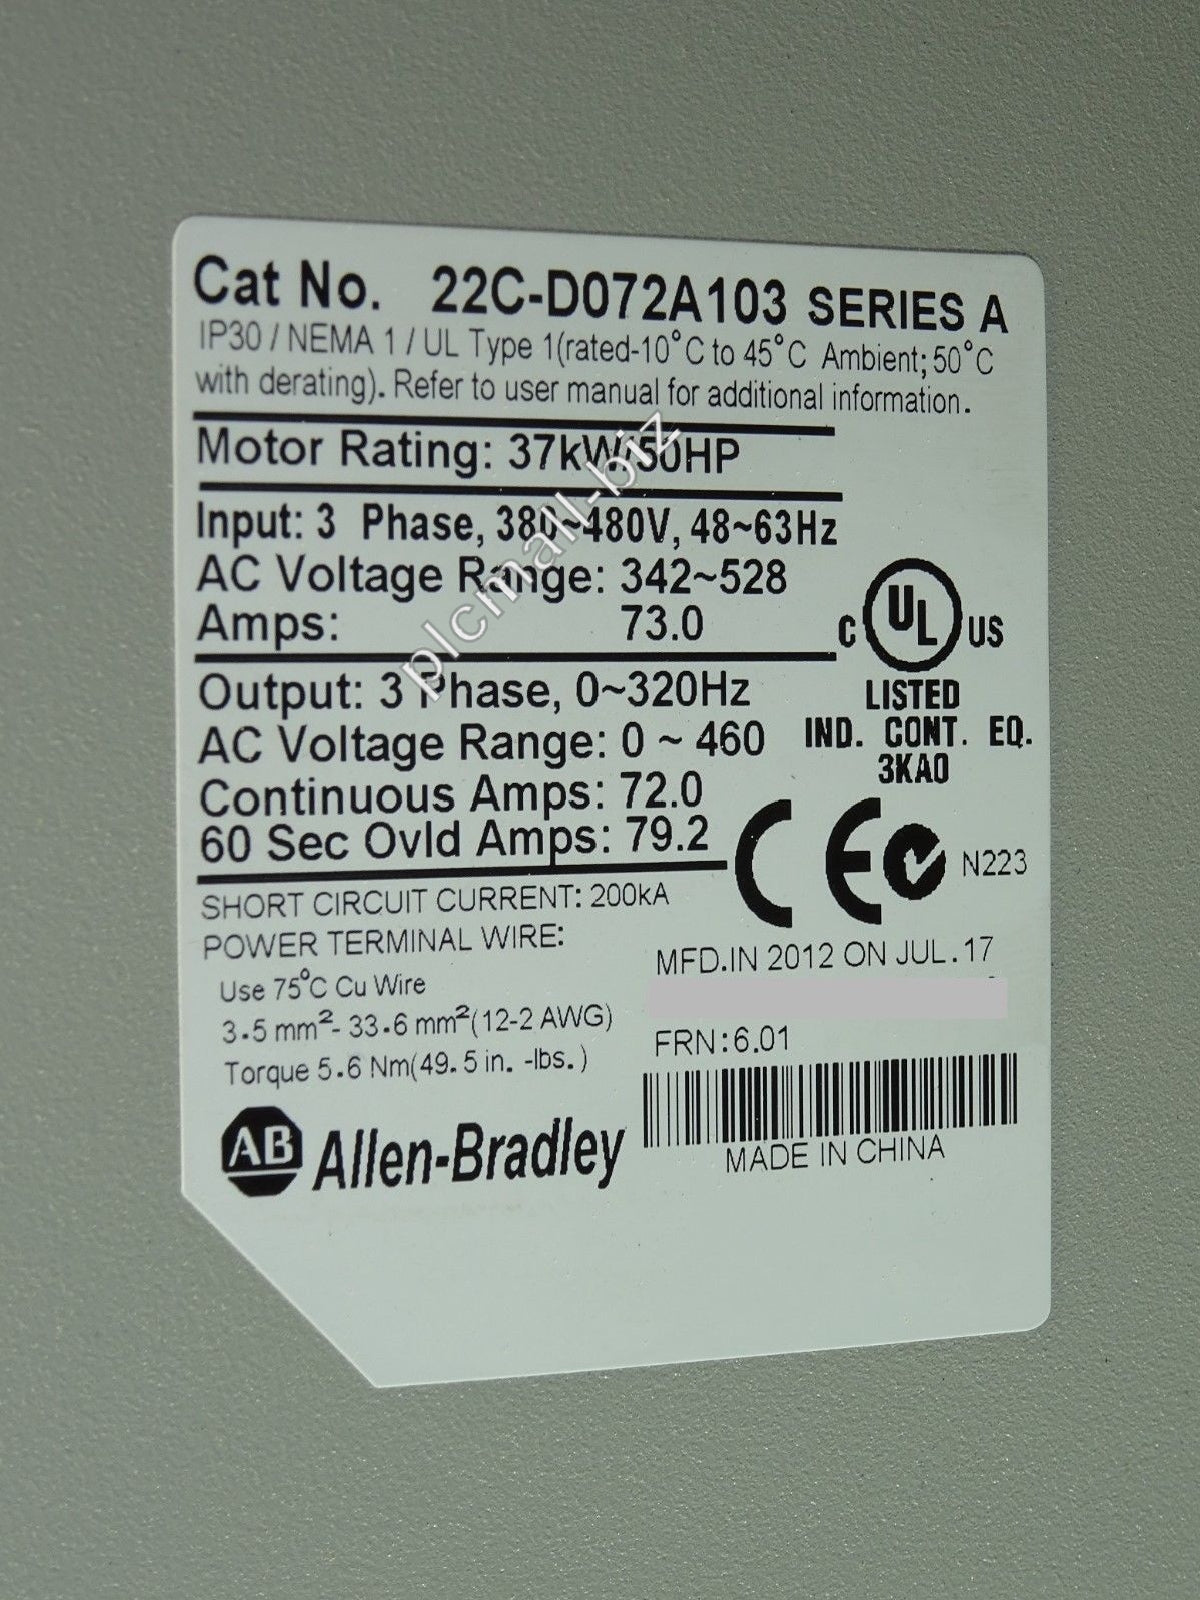 Cat No. 22C-D072A103 SERIES A
IP30 / NEMA 1 / UL Type 1(rated-10°C to 45°C Ambient; 50°C
with derating). Refer to user manual for additional information.
Motor Rating: 37kW/50HP
Input: 3 Phase, 380~480V, 48~63Hz
AC Voltage Range: 342~528
Amps: 73.0
Output: 3 Phase, 0~320Hz
AC Voltage Range: 0 ~ 460
Continuous Amps: 72.0
60 Sec Ovld Amps: 79.2
C UL US
LISTED
IND. CONT. EQ.
3KA0
CE N223
SHORT CIRCUIT CURRENT: 200kA
POWER TERMINAL WIRE:
Use 75°C Cu Wire
3.5 mm²- 33.6 mm²(12-2 AWG)
Torque 5.6 Nm(49.5 in. -lbs.)
MFD.IN 2012 ON JUL.17
FRN:6.01
MADE IN CHINA
AB Allen-Bradley
plcmall-biz